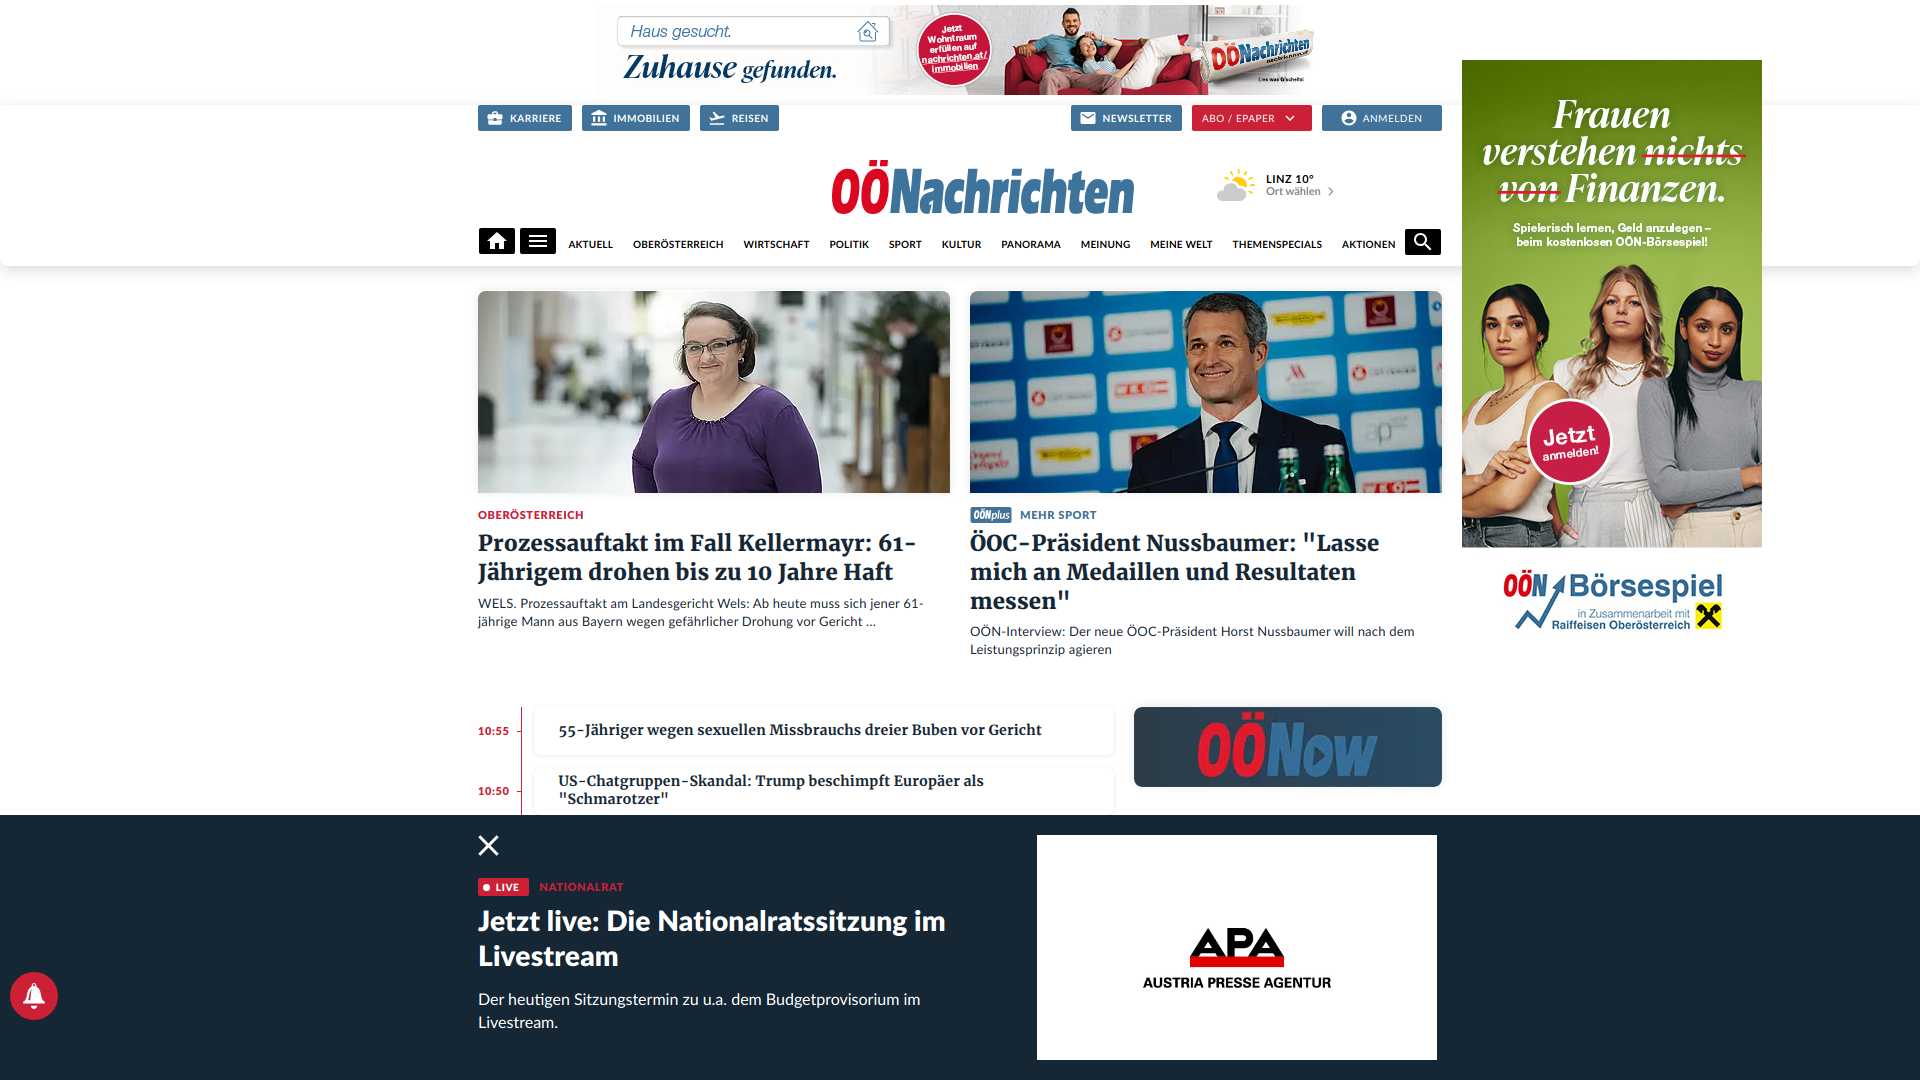 Haus gesucht.
Zuhause gefunden.
Jetzt
Wohntraum
erfüllen auf
nachrichten.at/
immobilien
OÖNachrichten
Lies was G'scheits!
KARRIERE
IMMOBILIEN
REISEN
NEWSLETTER
ABO / EPAPER
ANMELDEN
OÖNachrichten
LINZ 10°
Ort wählen
AKTUELL
OBERÖSTERREICH
WIRTSCHAFT
POLITIK
SPORT
KULTUR
PANORAMA
MEINUNG
MEINE WELT
THEMENSPECIALS
AKTIONEN
Frauen
verstehen nichts
von Finanzen.
Spielerisch lernen, Geld anzulegen –
beim kostenlosen OÖN-Börsespiel!
Jetzt
anmelden!
OÖN Börsespiel
in Zusammenarbeit mit
Raiffeisen Oberösterreich
OBERÖSTERREICH
Prozessauftakt im Fall Kellermayr: 61-
Jährigem drohen bis zu 10 Jahre Haft
WELS. Prozessauftakt am Landesgericht Wels: Ab heute muss sich jener 61-
jährige Mann aus Bayern wegen gefährlicher Drohung vor Gericht ...
OÖNplus MEHR SPORT
ÖOC-Präsident Nussbaumer: "Lasse
mich an Medaillen und Resultaten
messen"
OÖN-Interview: Der neue ÖOC-Präsident Horst Nussbaumer will nach dem
Leistungsprinzip agieren
10:55
55-Jähriger wegen sexuellen Missbrauchs dreier Buben vor Gericht
10:50
US-Chatgruppen-Skandal: Trump beschimpft Europäer als
"Schmarotzer"
OÖNow
LIVE NATIONALRAT
Jetzt live: Die Nationalratssitzung im
Livestream
Der heutigen Sitzungstermin zu u.a. dem Budgetprovisorium im
Livestream.
APA
AUSTRIA PRESSE AGENTUR